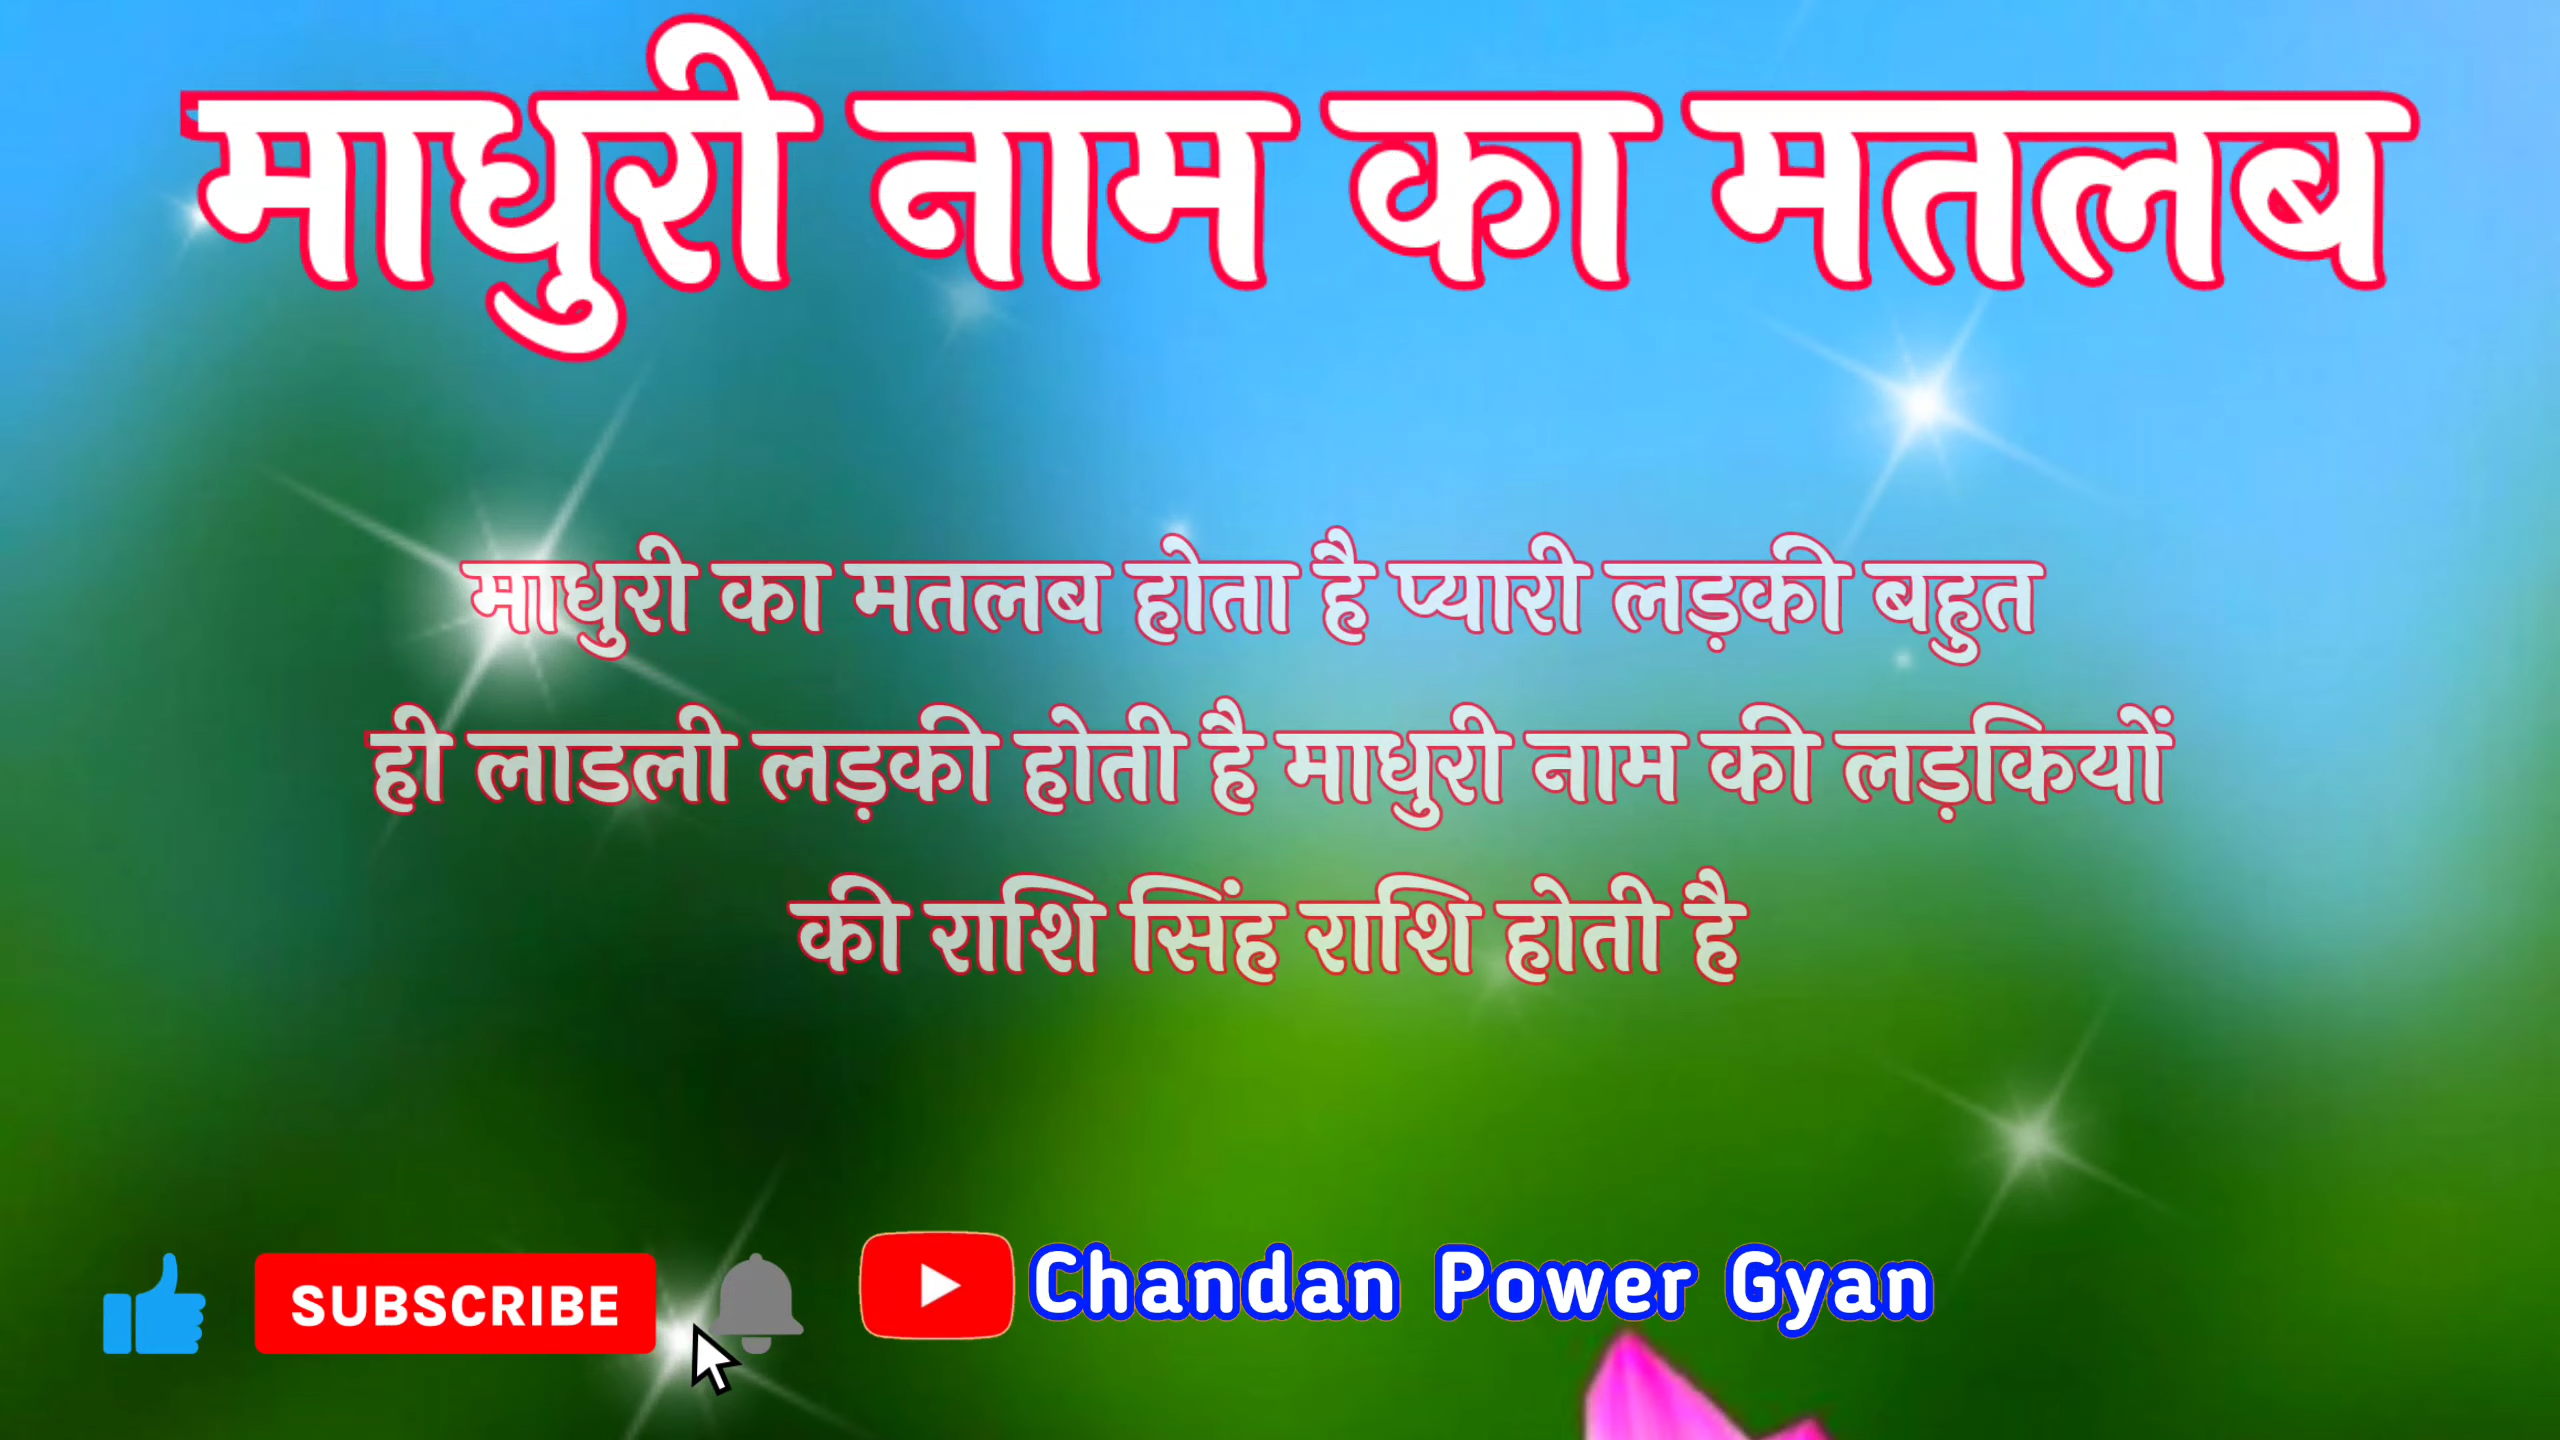 माधुरी नाम का मतलब
माधुरी का मतलब होता है प्यारी लड़की बहुत
ही लाडली लड़की होती है माधुरी नाम की लड़कियों
की राशि सिंह राशि होती है
SUBSCRIBE
Chandan Power Gyan